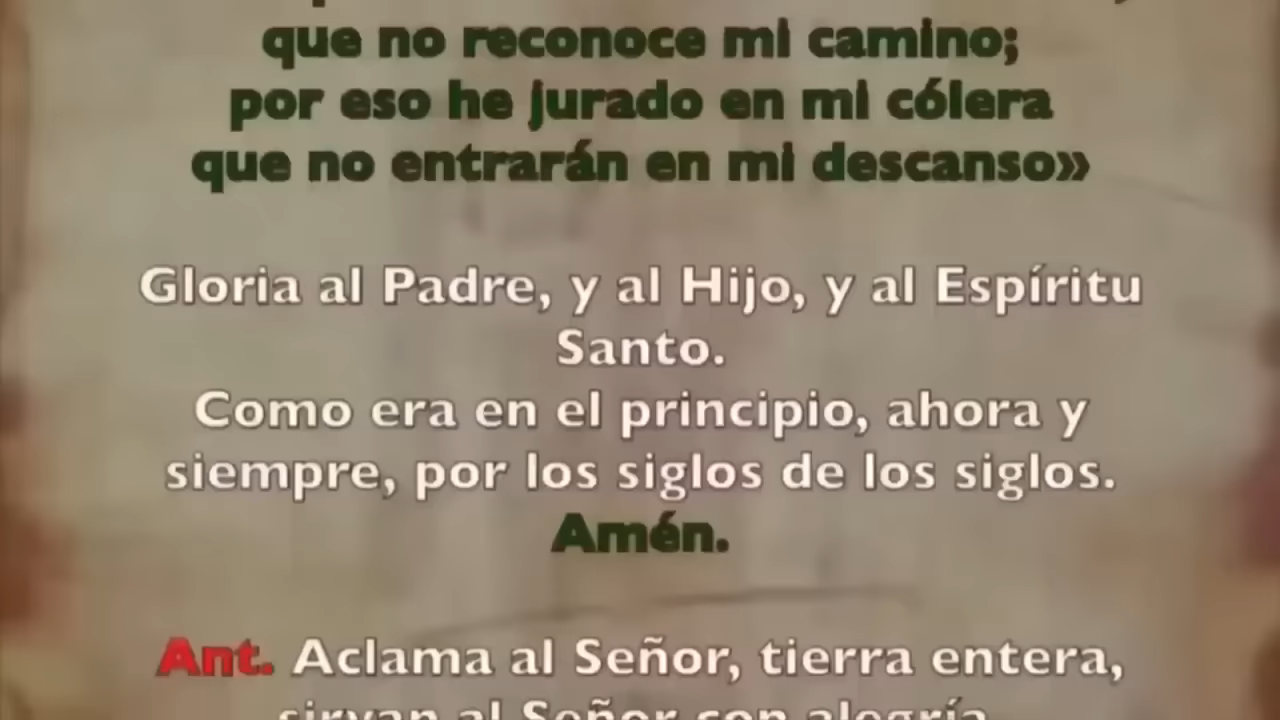 que no reconoce mi camino;
por eso he jurado en mi cólera
que no entrarán en mi descanso»
Gloria al Padre, y al Hijo, y al Espíritu
Santo.
Como era en el principio, ahora y
siempre, por los siglos de los siglos.
Amén.
Ant. Aclama al Señor, tierra entera,
sirvan al Señor con alegría